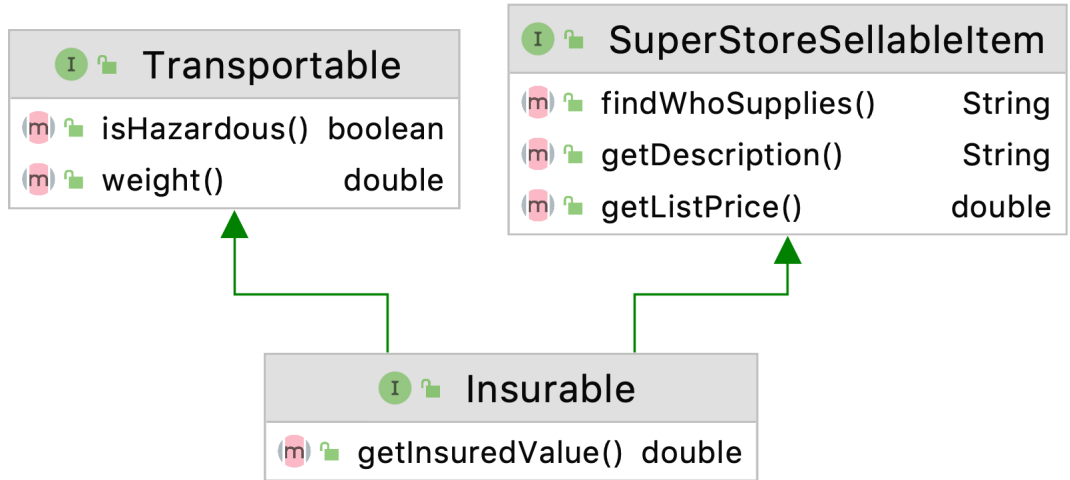 I Transportable
m isHazardous() boolean
m weight() double
I SuperStoreSellableItem
m findWhoSupplies() String
m getDescription() String
m getListPrice() double
I Insurable
m getInsuredValue() double